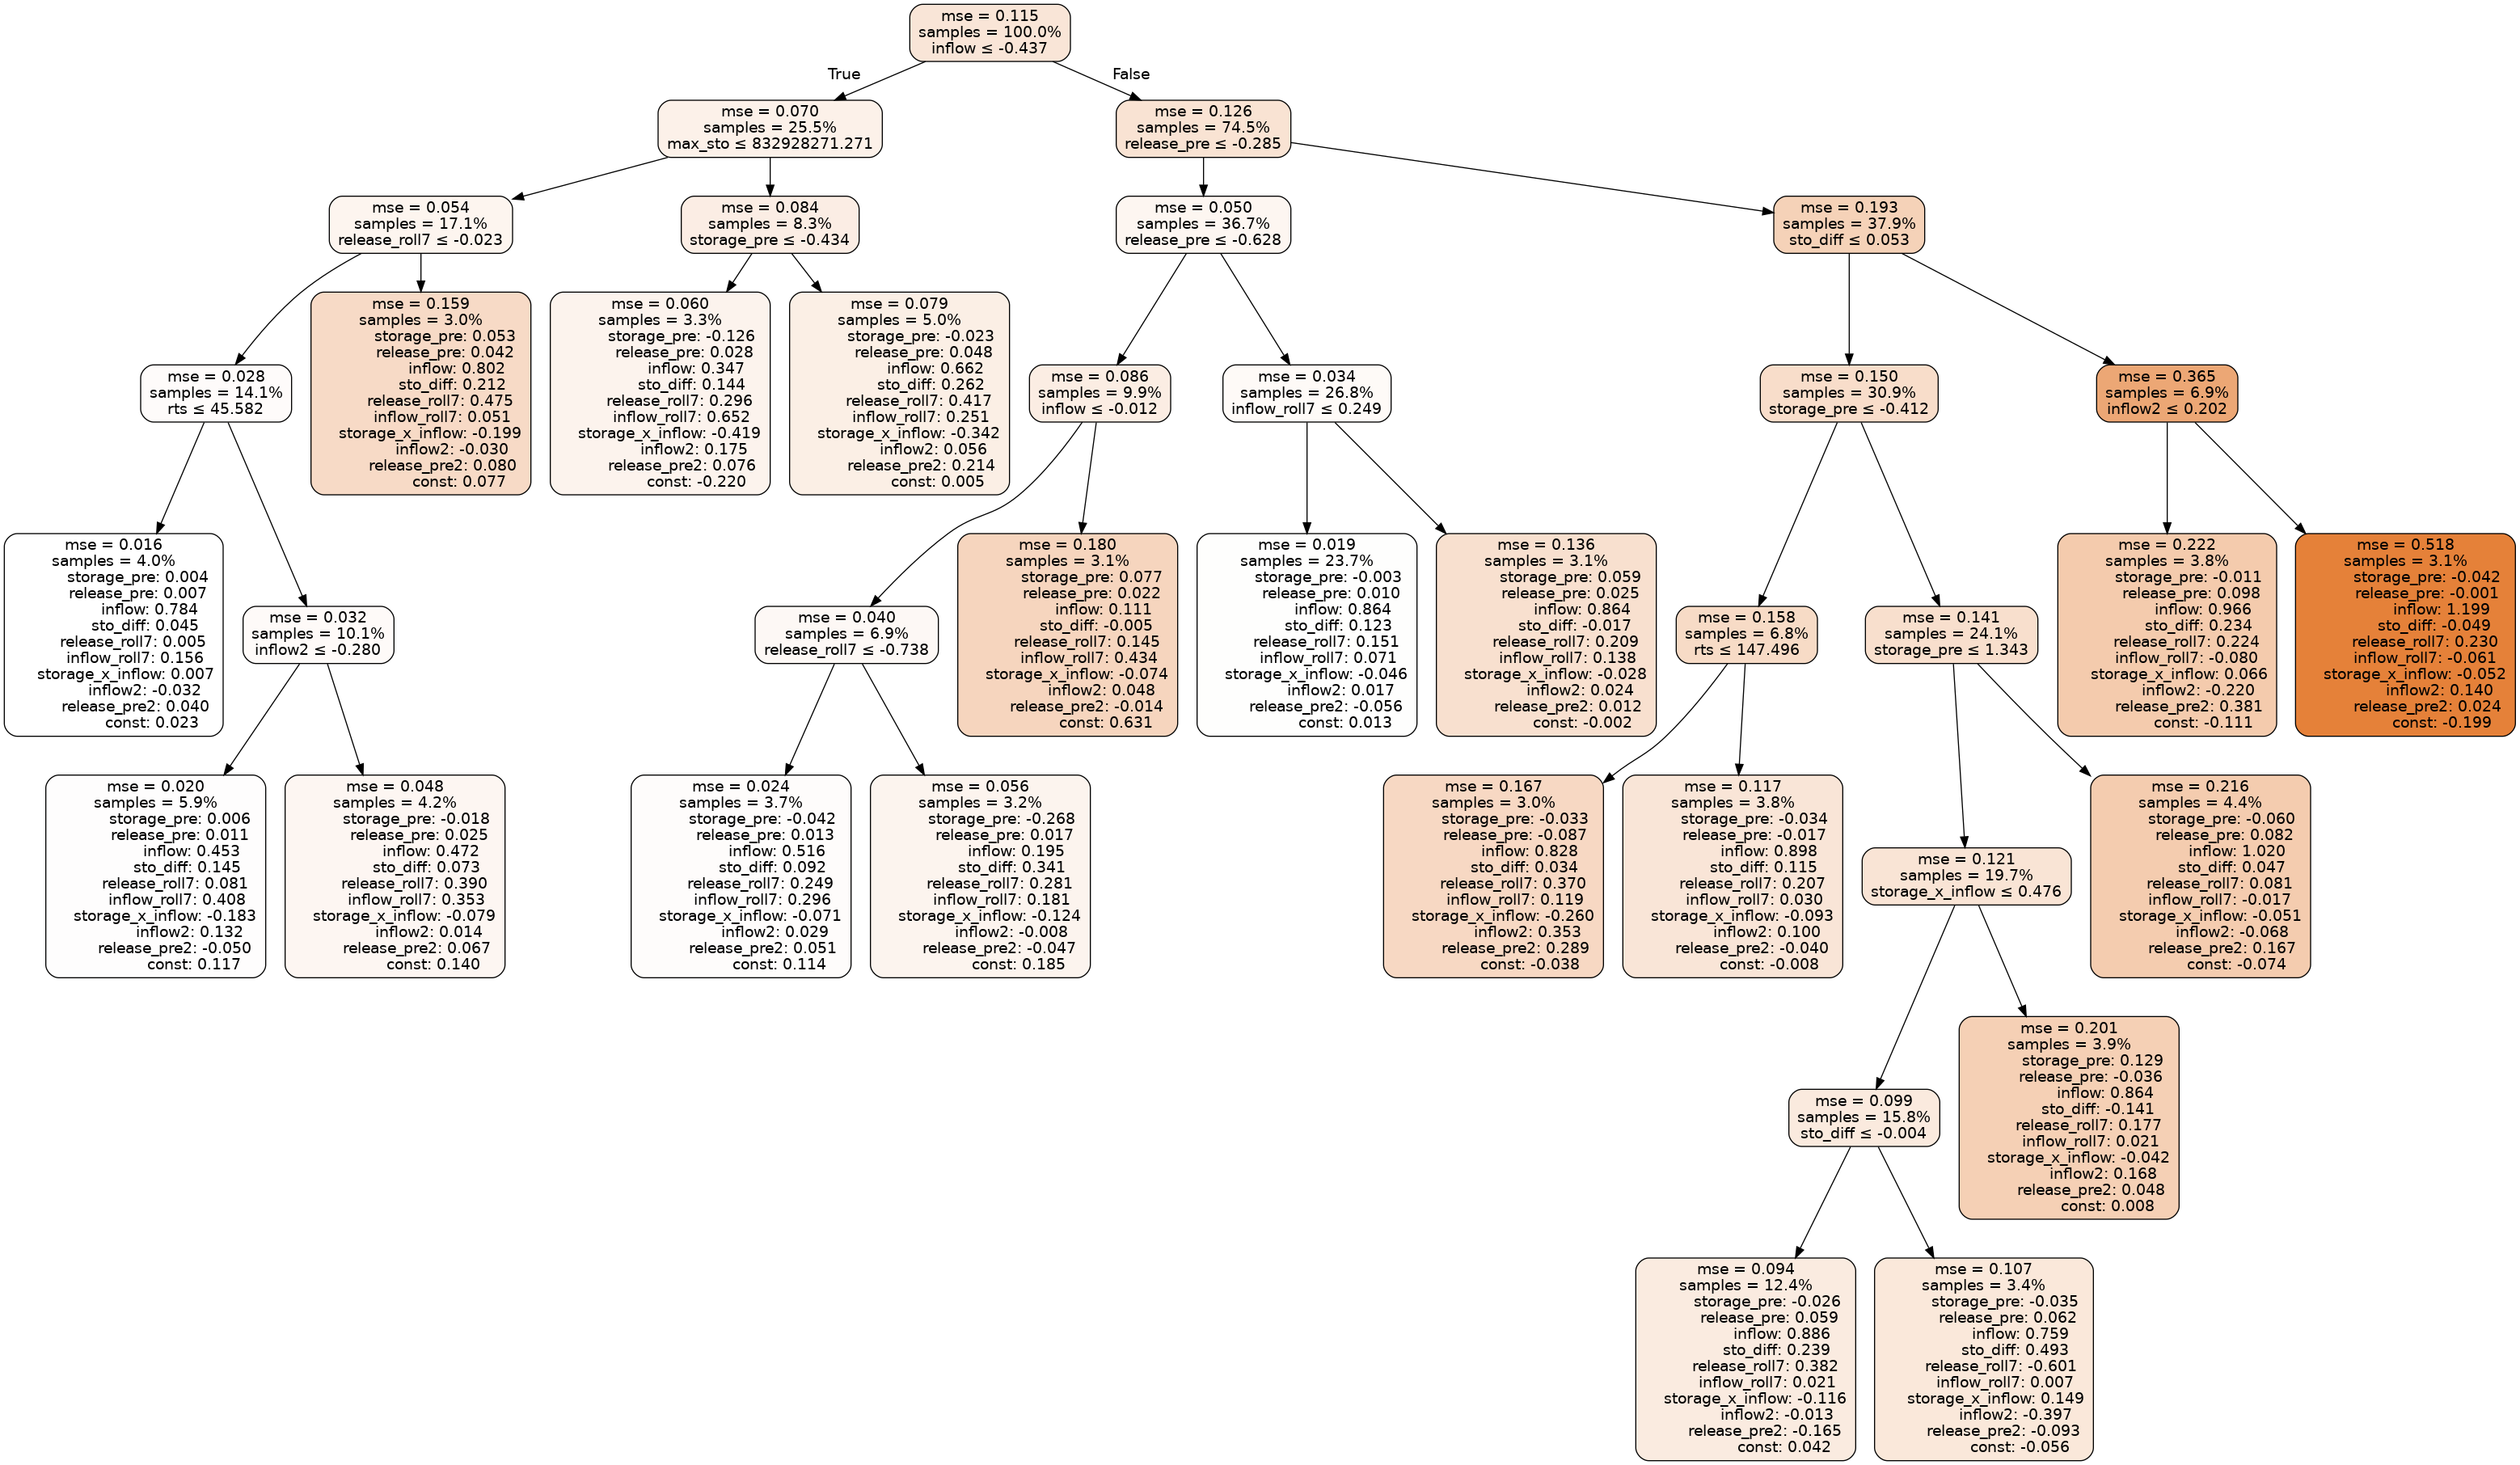 mse = 0.115
samples = 100.0%
inflow ≤ -0.437
True
False
mse = 0.070
samples = 25.5%
max_sto ≤ 832928271.271
mse = 0.126
samples = 74.5%
release_pre ≤ -0.285
mse = 0.054
samples = 17.1%
release_roll7 ≤ -0.023
mse = 0.084
samples = 8.3%
storage_pre ≤ -0.434
mse = 0.050
samples = 36.7%
release_pre ≤ -0.628
mse = 0.193
samples = 37.9%
sto_diff ≤ 0.053
mse = 0.028
samples = 14.1%
rts ≤ 45.582
mse = 0.159
samples = 3.0%
storage_pre: 0.053
release_pre: 0.042
inflow: 0.802
sto_diff: 0.212
release_roll7: 0.475
inflow_roll7: 0.051
storage_x_inflow: -0.199
inflow2: -0.030
release_pre2: 0.080
const: 0.077
mse = 0.060
samples = 3.3%
storage_pre: -0.126
release_pre: 0.028
inflow: 0.347
sto_diff: 0.144
release_roll7: 0.296
inflow_roll7: 0.652
storage_x_inflow: -0.419
inflow2: 0.175
release_pre2: 0.076
const: -0.220
mse = 0.079
samples = 5.0%
storage_pre: -0.023
release_pre: 0.048
inflow: 0.662
sto_diff: 0.262
release_roll7: 0.417
inflow_roll7: 0.251
storage_x_inflow: -0.342
inflow2: 0.056
release_pre2: 0.214
const: 0.005
mse = 0.086
samples = 9.9%
inflow ≤ -0.012
mse = 0.034
samples = 26.8%
inflow_roll7 ≤ 0.249
mse = 0.150
samples = 30.9%
storage_pre ≤ -0.412
mse = 0.365
samples = 6.9%
inflow2 ≤ 0.202
mse = 0.016
samples = 4.0%
storage_pre: 0.004
release_pre: 0.007
inflow: 0.784
sto_diff: 0.045
release_roll7: 0.005
inflow_roll7: 0.156
storage_x_inflow: 0.007
inflow2: -0.032
release_pre2: 0.040
const: 0.023
mse = 0.032
samples = 10.1%
inflow2 ≤ -0.280
mse = 0.040
samples = 6.9%
release_roll7 ≤ -0.738
mse = 0.180
samples = 3.1%
storage_pre: 0.077
release_pre: 0.022
inflow: 0.111
sto_diff: -0.005
release_roll7: 0.145
inflow_roll7: 0.434
storage_x_inflow: -0.074
inflow2: 0.048
release_pre2: -0.014
const: 0.631
mse = 0.019
samples = 23.7%
storage_pre: -0.003
release_pre: 0.010
inflow: 0.864
sto_diff: 0.123
release_roll7: 0.151
inflow_roll7: 0.071
storage_x_inflow: -0.046
inflow2: 0.017
release_pre2: -0.056
const: 0.013
mse = 0.136
samples = 3.1%
storage_pre: 0.059
release_pre: 0.025
inflow: 0.864
sto_diff: -0.017
release_roll7: 0.209
inflow_roll7: 0.138
storage_x_inflow: -0.028
inflow2: 0.024
release_pre2: 0.012
const: -0.002
mse = 0.158
samples = 6.8%
rts ≤ 147.496
mse = 0.141
samples = 24.1%
storage_pre ≤ 1.343
mse = 0.222
samples = 3.8%
storage_pre: -0.011
release_pre: 0.098
inflow: 0.966
sto_diff: 0.234
release_roll7: 0.224
inflow_roll7: -0.080
storage_x_inflow: 0.066
inflow2: -0.220
release_pre2: 0.381
const: -0.111
mse = 0.518
samples = 3.1%
storage_pre: -0.042
release_pre: -0.001
inflow: 1.199
sto_diff: -0.049
release_roll7: 0.230
inflow_roll7: -0.061
storage_x_inflow: -0.052
inflow2: 0.140
release_pre2: 0.024
const: -0.199
mse = 0.020
samples = 5.9%
storage_pre: 0.006
release_pre: 0.011
inflow: 0.453
sto_diff: 0.145
release_roll7: 0.081
inflow_roll7: 0.408
storage_x_inflow: -0.183
inflow2: 0.132
release_pre2: -0.050
const: 0.117
mse = 0.048
samples = 4.2%
storage_pre: -0.018
release_pre: 0.025
inflow: 0.472
sto_diff: 0.073
release_roll7: 0.390
inflow_roll7: 0.353
storage_x_inflow: -0.079
inflow2: 0.014
release_pre2: 0.067
const: 0.140
mse = 0.024
samples = 3.7%
storage_pre: -0.042
release_pre: 0.013
inflow: 0.516
sto_diff: 0.092
release_roll7: 0.249
inflow_roll7: 0.296
storage_x_inflow: -0.071
inflow2: 0.029
release_pre2: 0.051
const: 0.114
mse = 0.056
samples = 3.2%
storage_pre: -0.268
release_pre: 0.017
inflow: 0.195
sto_diff: 0.341
release_roll7: 0.281
inflow_roll7: 0.181
storage_x_inflow: -0.124
inflow2: -0.008
release_pre2: -0.047
const: 0.185
mse = 0.167
samples = 3.0%
storage_pre: -0.033
release_pre: -0.087
inflow: 0.828
sto_diff: 0.034
release_roll7: 0.370
inflow_roll7: 0.119
storage_x_inflow: -0.260
inflow2: 0.353
release_pre2: 0.289
const: -0.038
mse = 0.117
samples = 3.8%
storage_pre: -0.034
release_pre: -0.017
inflow: 0.898
sto_diff: 0.115
release_roll7: 0.207
inflow_roll7: 0.030
storage_x_inflow: -0.093
inflow2: 0.100
release_pre2: -0.040
const: -0.008
mse = 0.121
samples = 19.7%
storage_x_inflow ≤ 0.476
mse = 0.216
samples = 4.4%
storage_pre: -0.060
release_pre: 0.082
inflow: 1.020
sto_diff: 0.047
release_roll7: 0.081
inflow_roll7: -0.017
storage_x_inflow: -0.051
inflow2: -0.068
release_pre2: 0.167
const: -0.074
mse = 0.099
samples = 15.8%
sto_diff ≤ -0.004
mse = 0.201
samples = 3.9%
storage_pre: 0.129
release_pre: -0.036
inflow: 0.864
sto_diff: -0.141
release_roll7: 0.177
inflow_roll7: 0.021
storage_x_inflow: -0.042
inflow2: 0.168
release_pre2: 0.048
const: 0.008
mse = 0.094
samples = 12.4%
storage_pre: -0.026
release_pre: 0.059
inflow: 0.886
sto_diff: 0.239
release_roll7: 0.382
inflow_roll7: 0.021
storage_x_inflow: -0.116
inflow2: -0.013
release_pre2: -0.165
const: 0.042
mse = 0.107
samples = 3.4%
storage_pre: -0.035
release_pre: 0.062
inflow: 0.759
sto_diff: 0.493
release_roll7: -0.601
inflow_roll7: 0.007
storage_x_inflow: 0.149
inflow2: -0.397
release_pre2: -0.093
const: -0.056